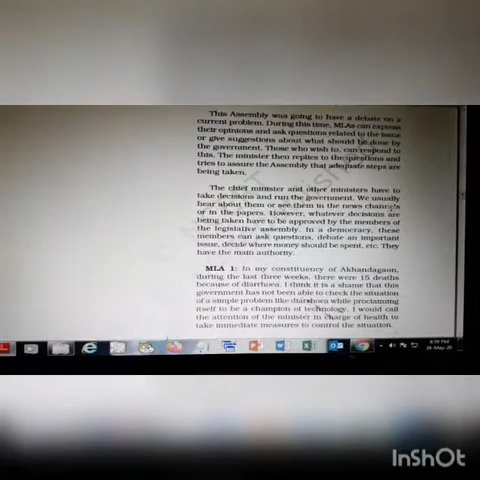 This Assembly was going to have a debate on a
current problem. During this time, MLAs can express
their opinions and ask questions related to the issue
or give suggestions about what should be done by
the government. Those who wish to, can respond to
this. The minister then replies to the questions and
tries to assure the Assembly that adequate steps are
being taken.
The chief minister and other ministers have to
take decisions and run the government. We usually
hear about them or see them in the news channels
or in the papers. However, whatever decisions are
being taken have to be approved by the members of
the legislative assembly. In a democracy, these
members can ask questions, debate an important
issue, decide where money should be spent, etc. They
have the main authority.
MLA 1: In my constituency of Akhandagaon,
during the last three weeks, there were 15 deaths
because of diarrhoea. I think it is a shame that this
government has not been able to check the situation
of a simple problem like diarrhoea while proclaiming
itself to be a champion of technology. I would call
the attention of the minister in charge of health to
take immediate measures to control the situation.
8:58 PM
28-May-20
InShOt